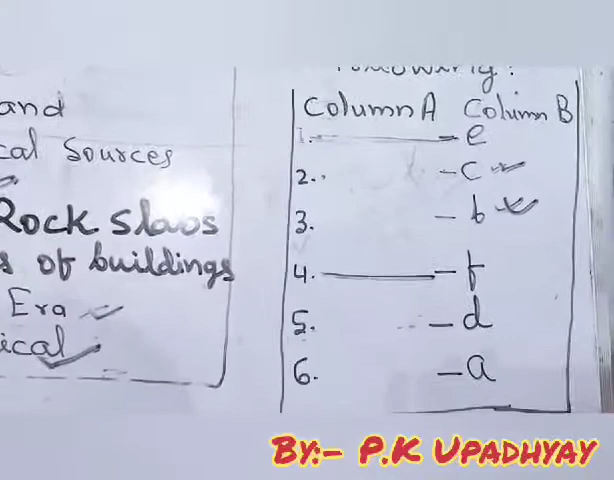 and
cal Sources
Rock Slabs
s of buildings
Era
ical
Following:
Column A Column B
1. - e
2. - c
3. - b
4. - f
5. - d
6. - a
By:- P.K UPADHYAY